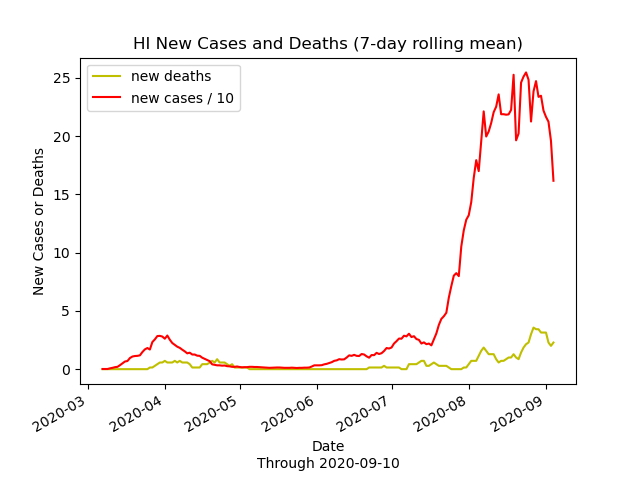 HI New Cases and Deaths (7-day rolling mean)
new deaths
new cases / 10
New Cases or Deaths
25
20
15
10
5
0
2020-03
2020-04
2020-05
2020-06
2020-07
2020-08
2020-09
Date
Through 2020-09-10